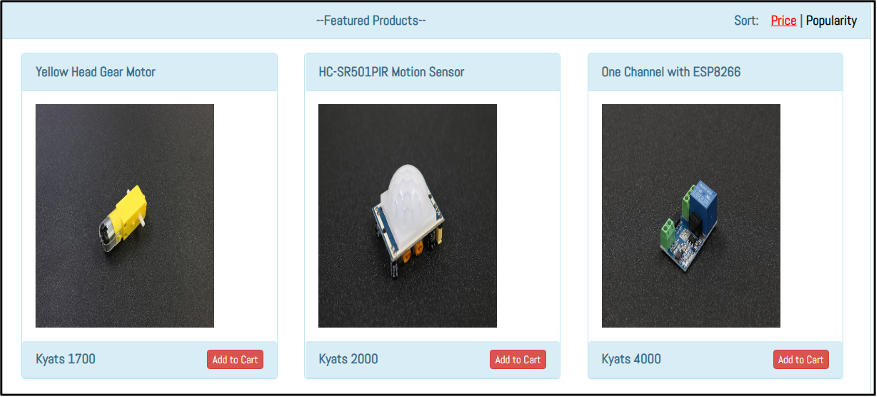 --Featured Products-- Sort: Price | Popularity
Yellow Head Gear Motor
HC-SR501PIR Motion Sensor
One Channel with ESP8266
Kyats 1700 Add to Cart
Kyats 2000 Add to Cart
Kyats 4000 Add to Cart